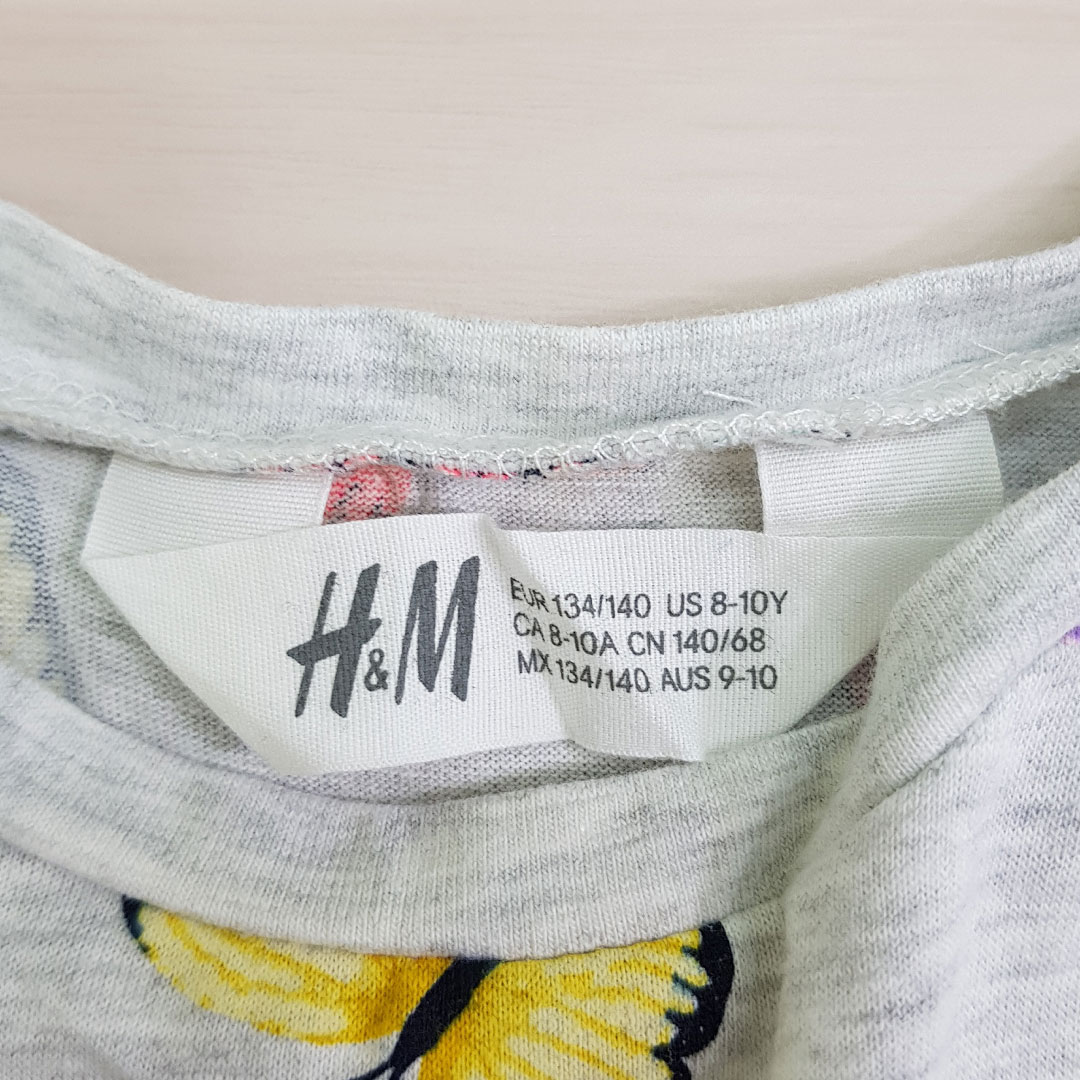 H&M
EUR 134/140 US 8-10Y
CA 8-10A CN 140/68
MX 134/140 AUS 9-10